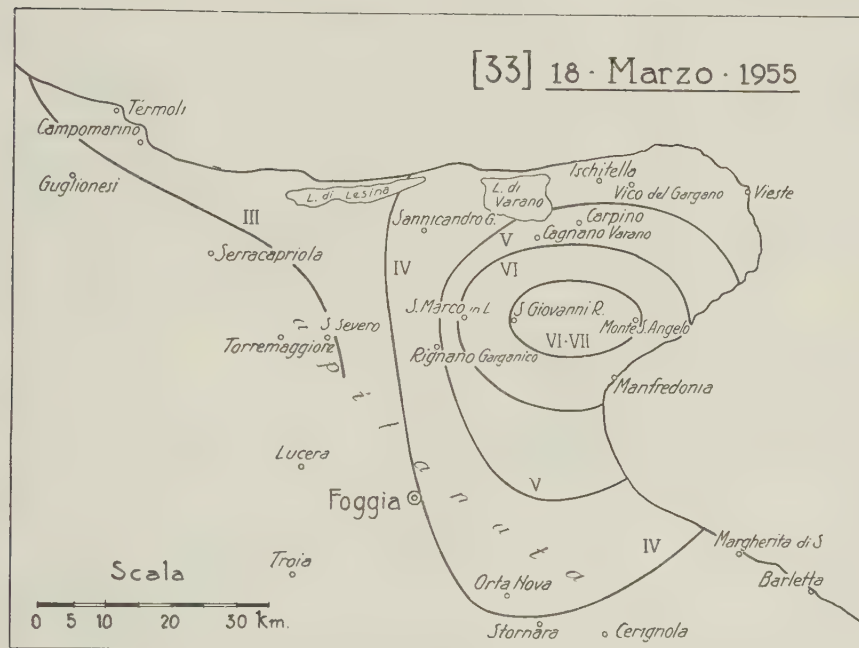 [33] 18 · Marzo · 1955
Térmoli
Campomarino
Guglionesi
Ischitella
L. di Varano
Vico del Gargano
Vieste
L. di Lesina
III
Sannicandro G.
Carpino
V
Cagnano Varano
Serracapriola
IV
VI
S. Marco in L.
S Giovanni R.
Monte S. Angelo
S Severo
Torremaggiore
VI-VII
Rignano Garganico
Manfredonia
Lucera
Foggia
V
Troia
IV
Margherita di S
Orta Nova
Barletta
Stornara
Cerignola
Scala
0 5 10 20 30 km.